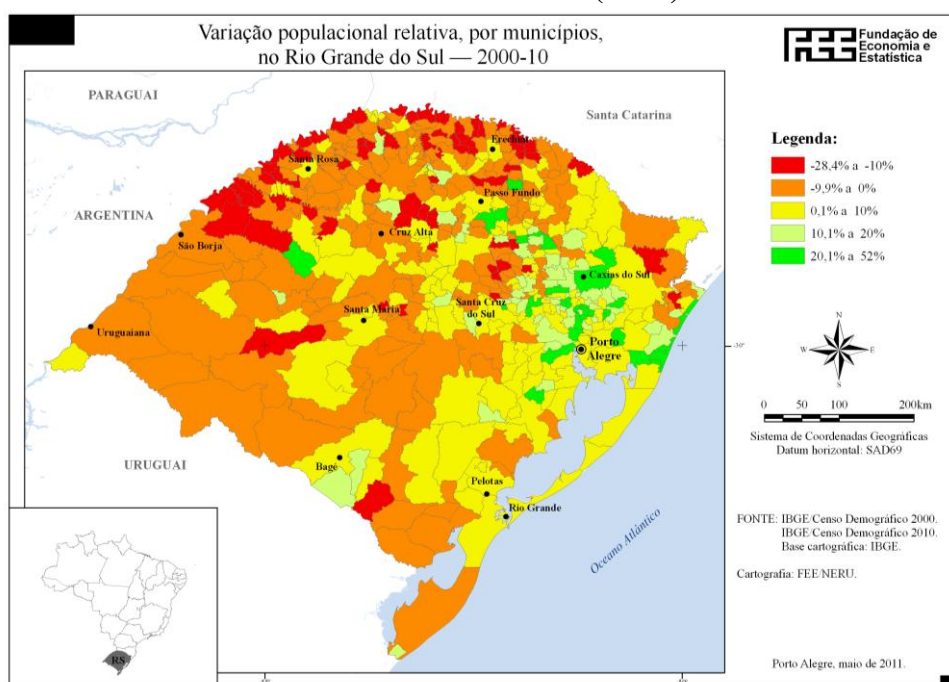 Variação populacional relativa, por municípios,
no Rio Grande do Sul — 2000-10
FEE
Fundação de
Economia e
Estatística
PARAGUAI
Santa Catarina
ARGENTINA
URUGUAI
Erechim
Santa Rosa
Passo Fundo
Cruz Alta
São Borja
Caxias do Sul
Santa Maria
Santa Cruz
do Sul
Uruguaiana
Porto
Alegre
Bagé
Pelotas
Rio Grande
Oceano Atlântico
RS
-30°
Legenda:
-28,4% a -10%
-9,9% a 0%
0,1% a 10%
10,1% a 20%
20,1% a 52%
N
W E
S
0 50 100 200km
Sistema de Coordenadas Geográficas
Datum horizontal: SAD69
FONTE: IBGE/Censo Demográfico 2000.
IBGE/Censo Demográfico 2010.
Base cartográfica: IBGE.
Cartografia: FEE/NERU.
Porto Alegre, maio de 2011.